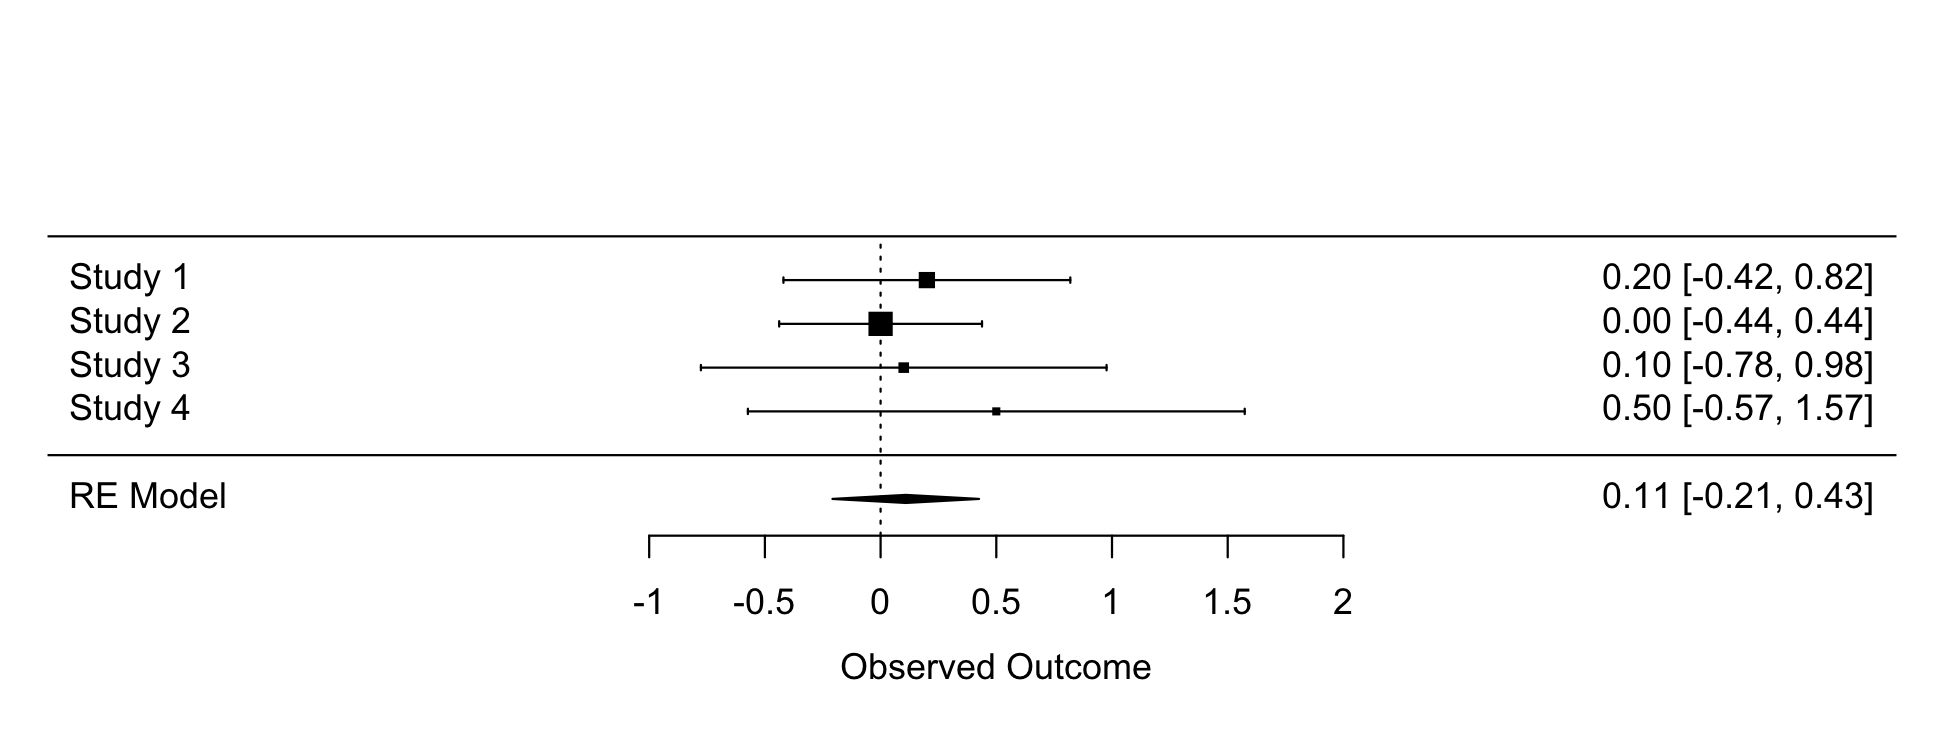 Study 1 0.20 [-0.42, 0.82]
Study 2 0.00 [-0.44, 0.44]
Study 3 0.10 [-0.78, 0.98]
Study 4 0.50 [-0.57, 1.57]
RE Model 0.11 [-0.21, 0.43]
-1 -0.5 0 0.5 1 1.5 2
Observed Outcome